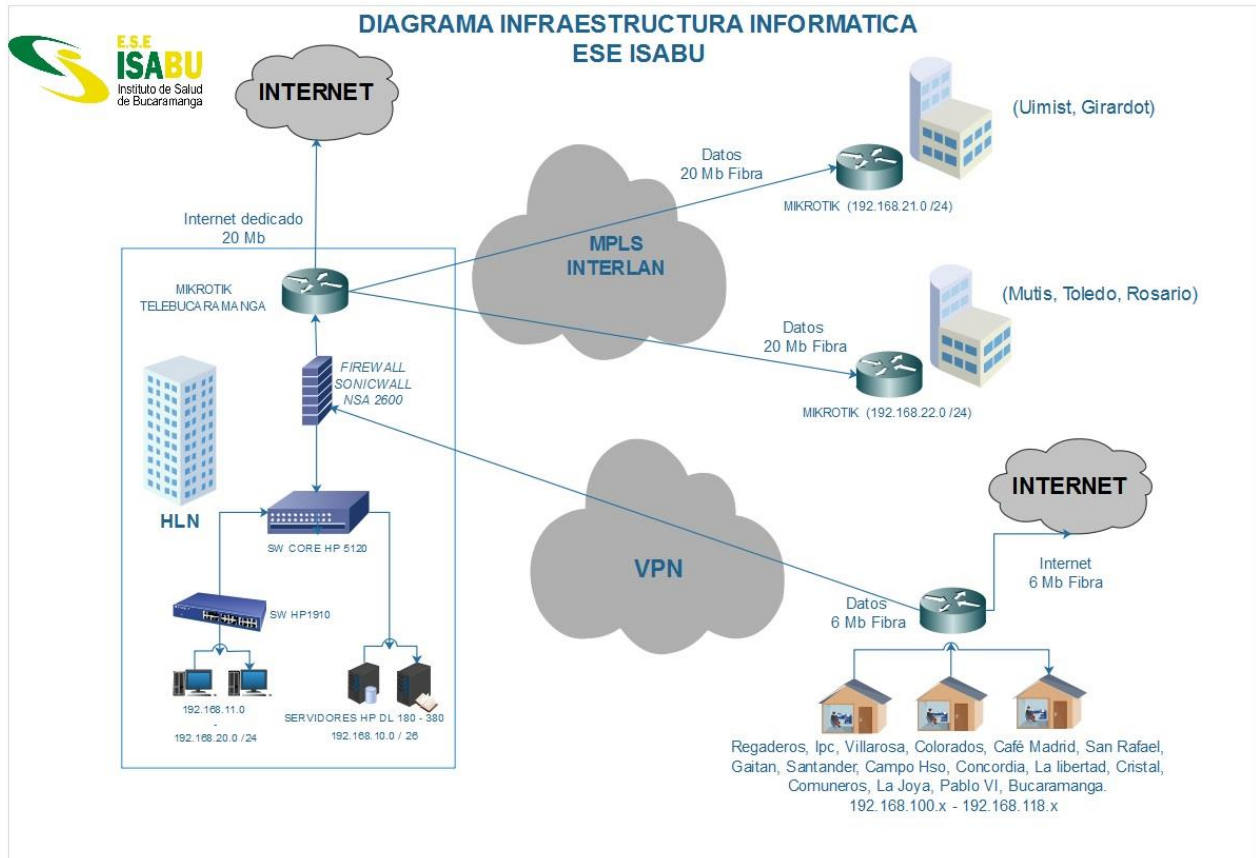 DIAGRAMA INFRAESTRUCTURA INFORMATICA
ESE ISABU
E.S.E
ISABU
Instituto de Salud
de Bucaramanga
INTERNET
(Uimist, Girardot)
Datos
20 Mb Fibra
MIKROTIK (192.168.21.0 /24)
Internet dedicado
20 Mb
MPLS
INTERLAN
MIKROTIK
TELEBUCARAMANGA
(Mutis, Toledo, Rosario)
Datos
20 Mb Fibra
MIKROTIK (192.168.22.0 /24)
FIREWALL
SONICWALL
NSA 2600
HLN
SW CORE HP 5120
VPN
INTERNET
Internet
6 Mb Fibra
Datos
6 Mb Fibra
SW HP1910
192.168.11.0
-
192.168.20.0 /24
SERVIDORES HP DL 180 - 380
192.168.10.0 / 26
Regaderos, Ipc, Villarosa, Colorados, Café Madrid, San Rafael,
Gaitan, Santander, Campo Hso, Concordia, La libertad, Cristal,
Comuneros, La Joya, Pablo VI, Bucaramanga.
192.168.100.x - 192.168.118.x